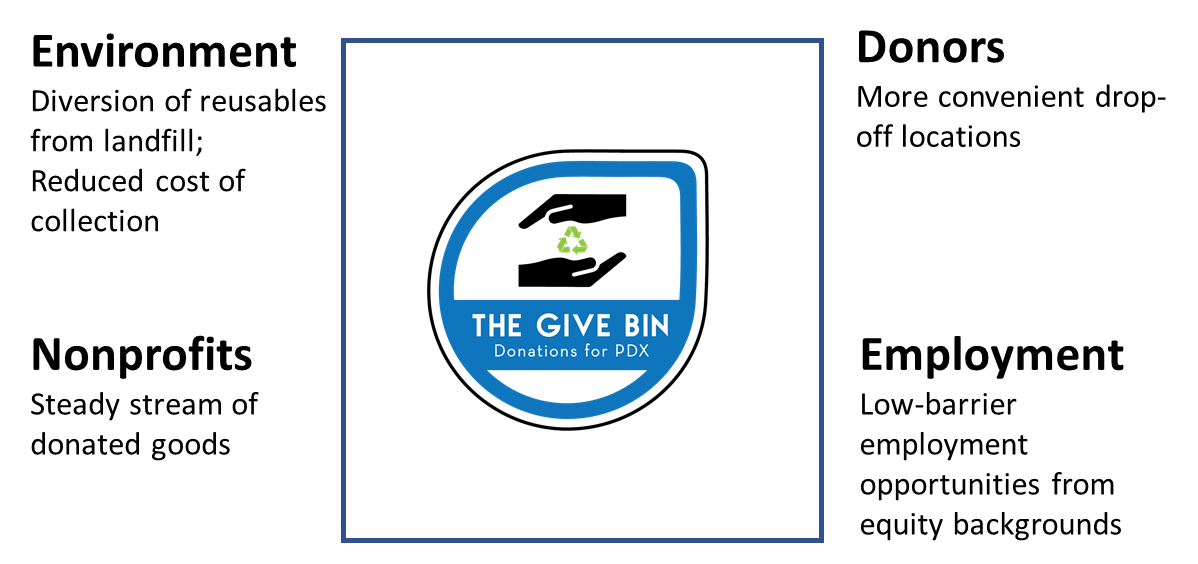 Environment
Diversion of reusables
from landfill;
Reduced cost of
collection
Donors
More convenient drop-
off locations
THE GIVE BIN
Donations for PDX
Nonprofits
Steady stream of
donated goods
Employment
Low-barrier
employment
opportunities from
equity backgrounds